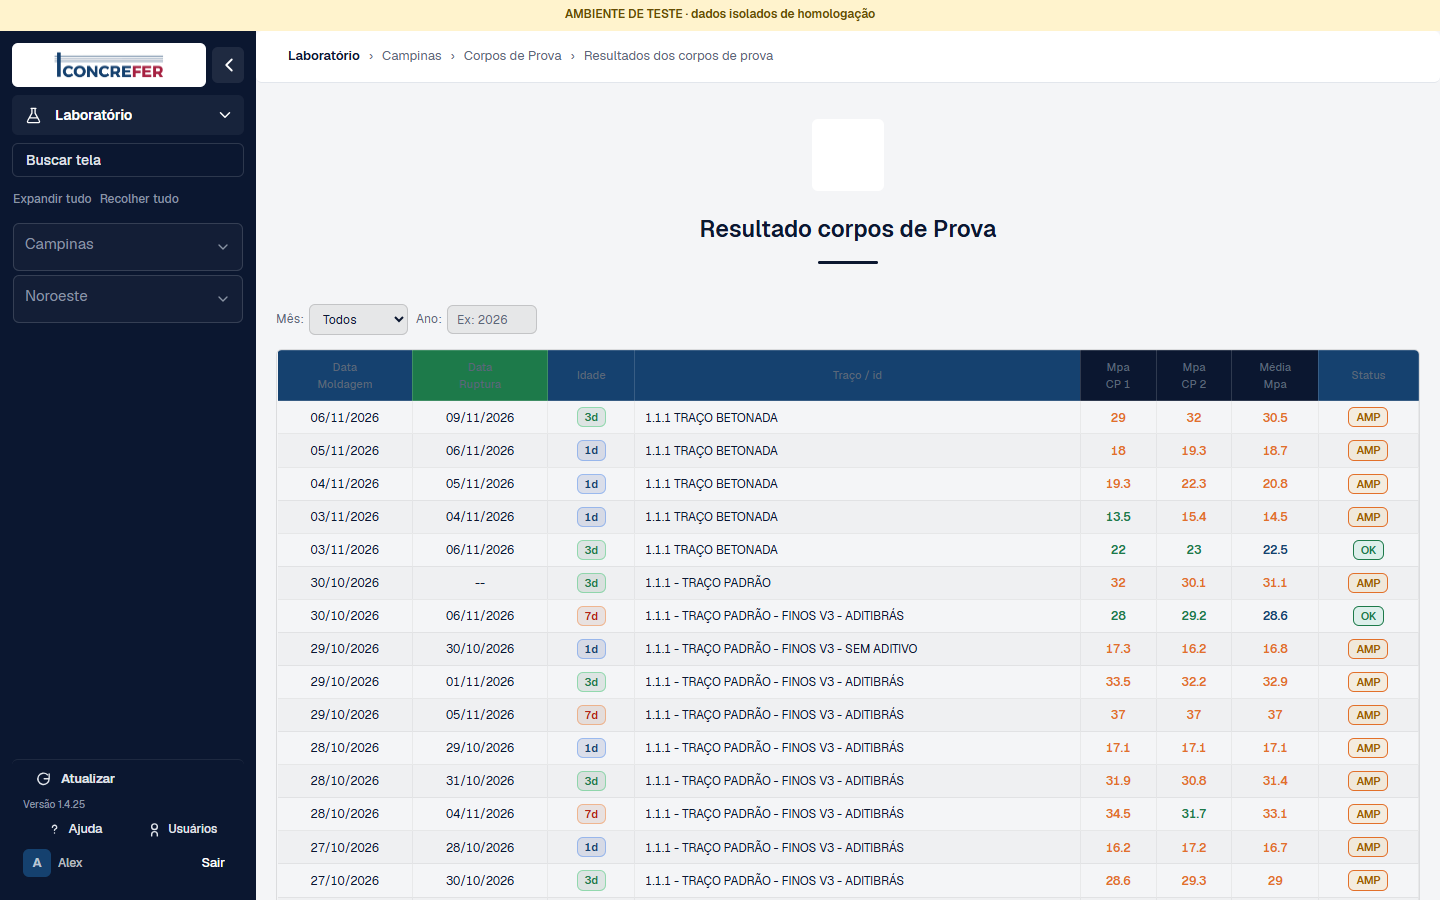 AMBIENTE DE TESTE · dados isolados de homologação
CONCREFER
Laboratório
Buscar tela
Expandir tudo Recolher tudo
Campinas
Noroeste
Atualizar
Versão 1.4.25
? Ajuda Usuários
A Alex Sair
Laboratório › Campinas › Corpos de Prova › Resultados dos corpos de prova
Resultado corpos de Prova
Mês: Todos Ano: Ex: 2026
Data Moldagem Data Ruptura Idade Traço / id Mpa CP 1 Mpa CP 2 Média Mpa Status
06/11/2026 09/11/2026 3d 1.1.1 TRAÇO BETONADA 29 32 30.5 AMP
05/11/2026 06/11/2026 1d 1.1.1 TRAÇO BETONADA 18 19.3 18.7 AMP
04/11/2026 05/11/2026 1d 1.1.1 TRAÇO BETONADA 19.3 22.3 20.8 AMP
03/11/2026 04/11/2026 1d 1.1.1 TRAÇO BETONADA 13.5 15.4 14.5 AMP
03/11/2026 06/11/2026 3d 1.1.1 TRAÇO BETONADA 22 23 22.5 OK
30/10/2026 -- 3d 1.1.1 - TRAÇO PADRÃO 32 30.1 31.1 AMP
30/10/2026 06/11/2026 7d 1.1.1 - TRAÇO PADRÃO - FINOS V3 - ADITIBRÁS 28 29.2 28.6 OK
29/10/2026 30/10/2026 1d 1.1.1 - TRAÇO PADRÃO - FINOS V3 - SEM ADITIVO 17.3 16.2 16.8 AMP
29/10/2026 01/11/2026 3d 1.1.1 - TRAÇO PADRÃO - FINOS V3 - ADITIBRÁS 33.5 32.2 32.9 AMP
29/10/2026 05/11/2026 7d 1.1.1 - TRAÇO PADRÃO - FINOS V3 - ADITIBRÁS 37 37 37 AMP
28/10/2026 29/10/2026 1d 1.1.1 - TRAÇO PADRÃO - FINOS V3 - ADITIBRÁS 17.1 17.1 17.1 AMP
28/10/2026 31/10/2026 3d 1.1.1 - TRAÇO PADRÃO - FINOS V3 - ADITIBRÁS 31.9 30.8 31.4 AMP
28/10/2026 04/11/2026 7d 1.1.1 - TRAÇO PADRÃO - FINOS V3 - ADITIBRÁS 34.5 31.7 33.1 AMP
27/10/2026 28/10/2026 1d 1.1.1 - TRAÇO PADRÃO - FINOS V3 - ADITIBRÁS 16.2 17.2 16.7 AMP
27/10/2026 30/10/2026 3d 1.1.1 - TRAÇO PADRÃO - FINOS V3 - ADITIBRÁS 28.6 29.3 29 AMP